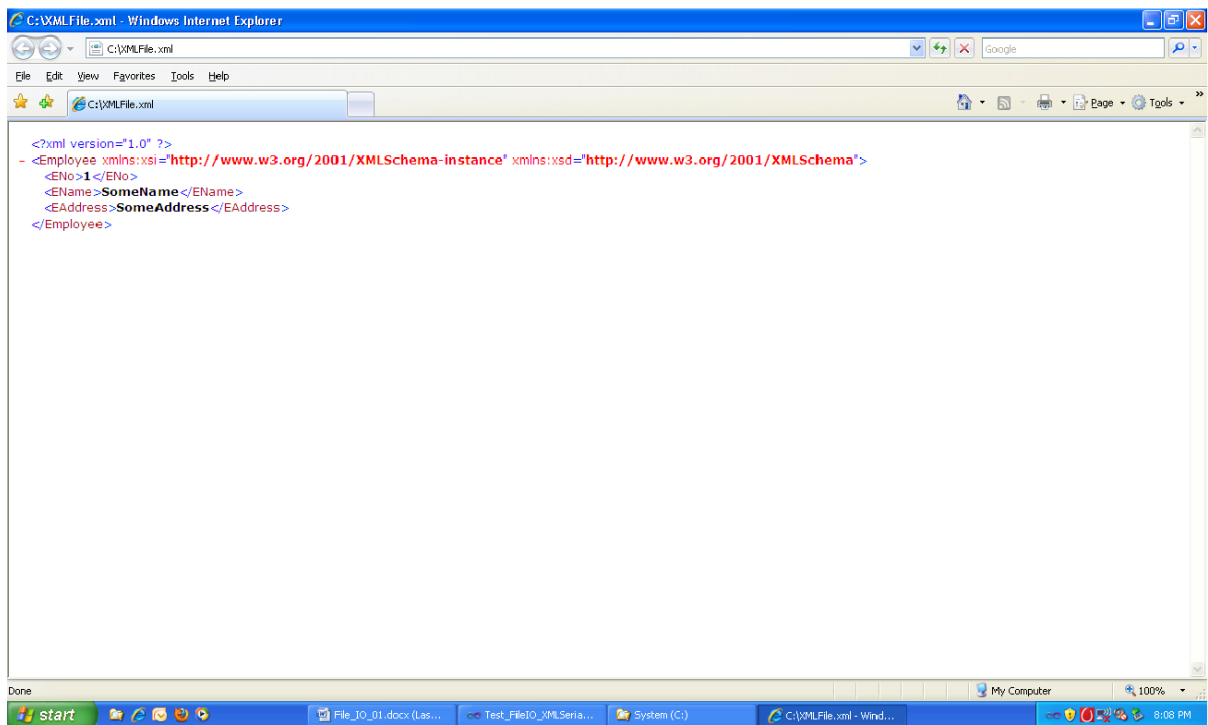 C:\XMLFile.xml - Windows Internet Explorer
C:\XMLFile.xml
Google
File Edit View Favorites Tools Help
C:\XMLFile.xml
Page Tools
<?xml version="1.0" ?>
- <Employee xmlns:xsi="http://www.w3.org/2001/XMLSchema-instance" xmlns:xsd="http://www.w3.org/2001/XMLSchema">
<ENo>1</ENo>
<EName>SomeName</EName>
<EAddress>SomeAddress</EAddress>
</Employee>
Done
My Computer
100%
start
File_IO_01.docx (Las...
Test_FileIO_XMLSeria...
System (C:)
C:\XMLFile.xml - Wind...
8:08 PM